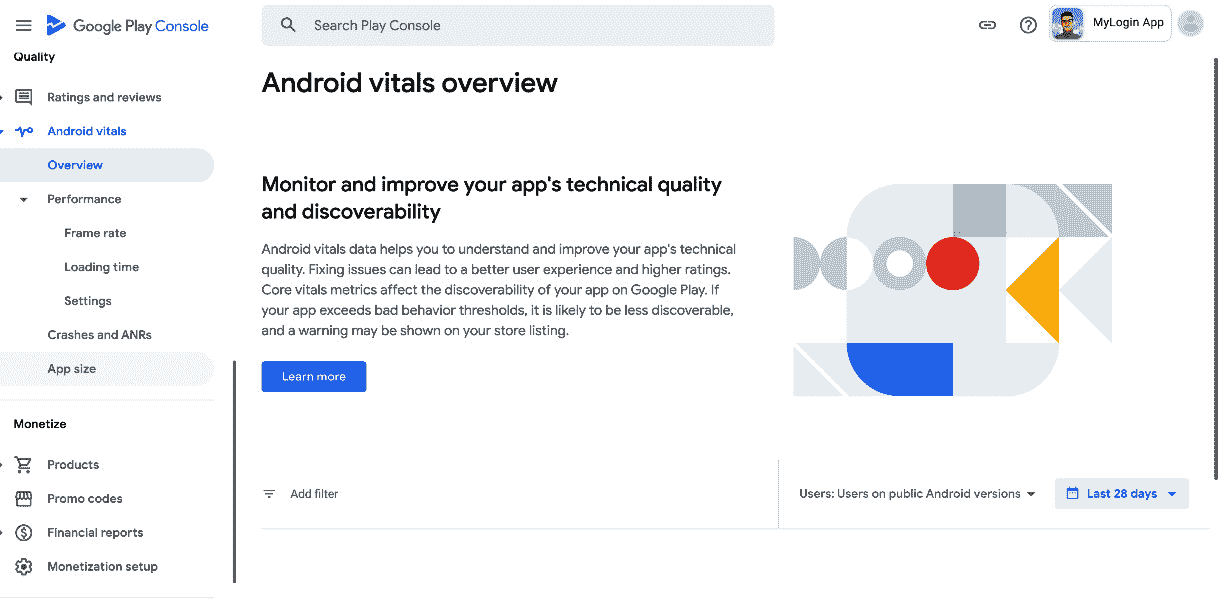 Google Play Console
Search Play Console
MyLogin App
Quality
Ratings and reviews
Android vitals
Overview
Performance
Frame rate
Loading time
Settings
Crashes and ANRs
App size
Monetize
Products
Promo codes
Financial reports
Monetization setup
Android vitals overview
Monitor and improve your app's technical quality
and discoverability
Android vitals data helps you to understand and improve your app's technical
quality. Fixing issues can lead to a better user experience and higher ratings.
Core vitals metrics affect the discoverability of your app on Google Play. If
your app exceeds bad behavior thresholds, it is likely to be less discoverable,
and a warning may be shown on your store listing.
Learn more
Add filter
Users: Users on public Android versions
Last 28 days